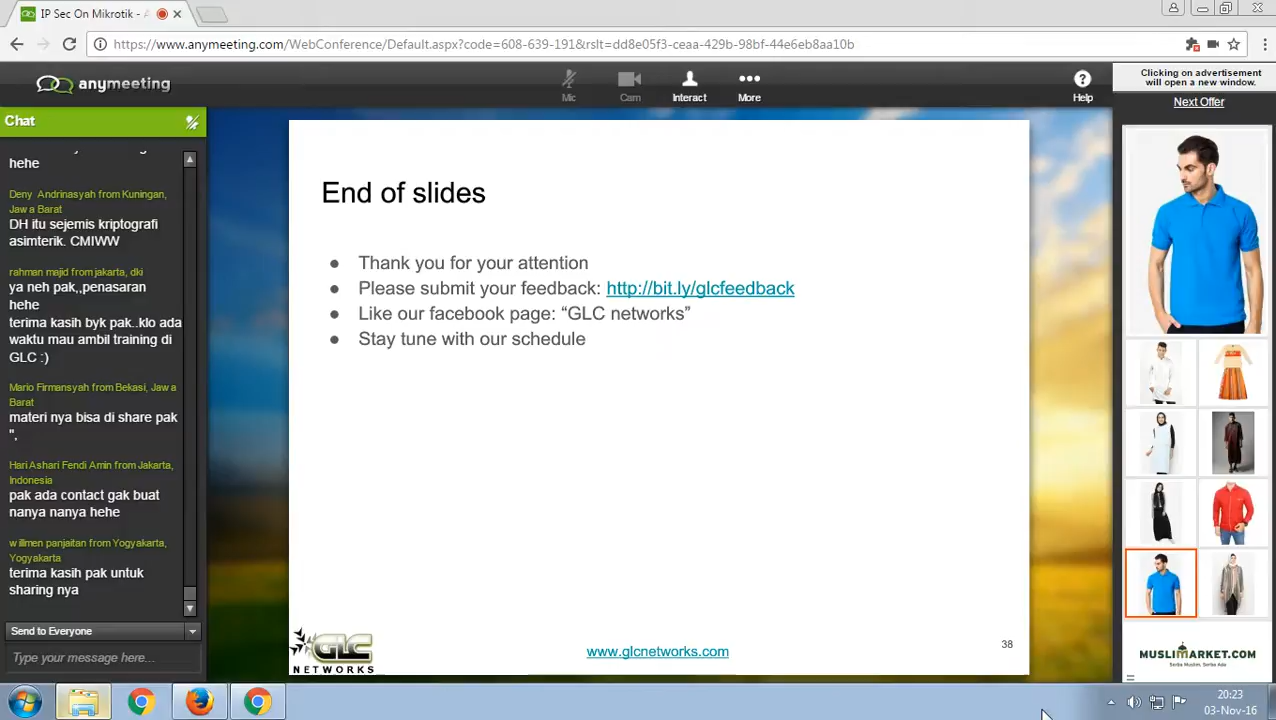 IP Sec On Mikrotik - A
https://www.anymeeting.com/WebConference/Default.aspx?code=608-639-191&rslt=dd8e05f3-ceaa-429b-98bf-44e6eb8aa10b
anymeeting
Mic
Cam
Interact
More
Help
Clicking on advertisement
will open a new window.
Next Offer
Chat
hehe
Deny Andrinasyah from Kuningan,
Jawa Barat
DH itu sejemis kriptografi
asimterik. CMIWW
rahman majid from jakarta, dki
ya neh pak,,penasaran
hehe
terima kasih byk pak..klo ada
waktu mau ambil training di
GLC :)
Mario Firmansyah from Bekasi, Jawa
Barat
materi nya bisa di share pak
",
Hari Ashari Fendi Amin from Jakarta,
Indonesia
pak ada contact gak buat
nanya nanya hehe
willmen panjaitan from Yogyakarta,
Yogyakarta
terima kasih pak untuk
sharing nya
Send to Everyone
Type your message here...
End of slides
● Thank you for your attention
● Please submit your feedback: http://bit.ly/glcfeedback
● Like our facebook page: “GLC networks”
● Stay tune with our schedule
GLC
NETWORKS
www.glcnetworks.com
38
MUSLIMARKET.COM
Serba Muslim, Serba Ada
20:23
03-Nov-16